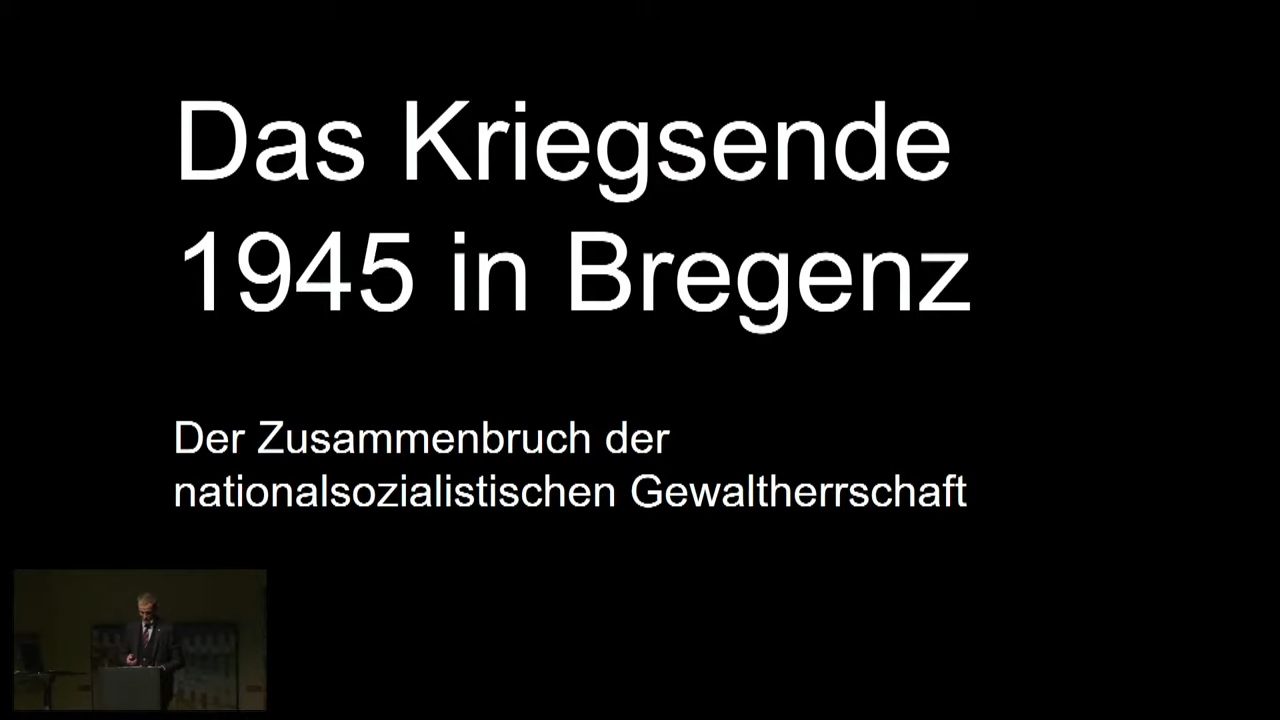 Das Kriegsende
1945 in Bregenz
Der Zusammenbruch der
nationalsozialistischen Gewaltherrschaft